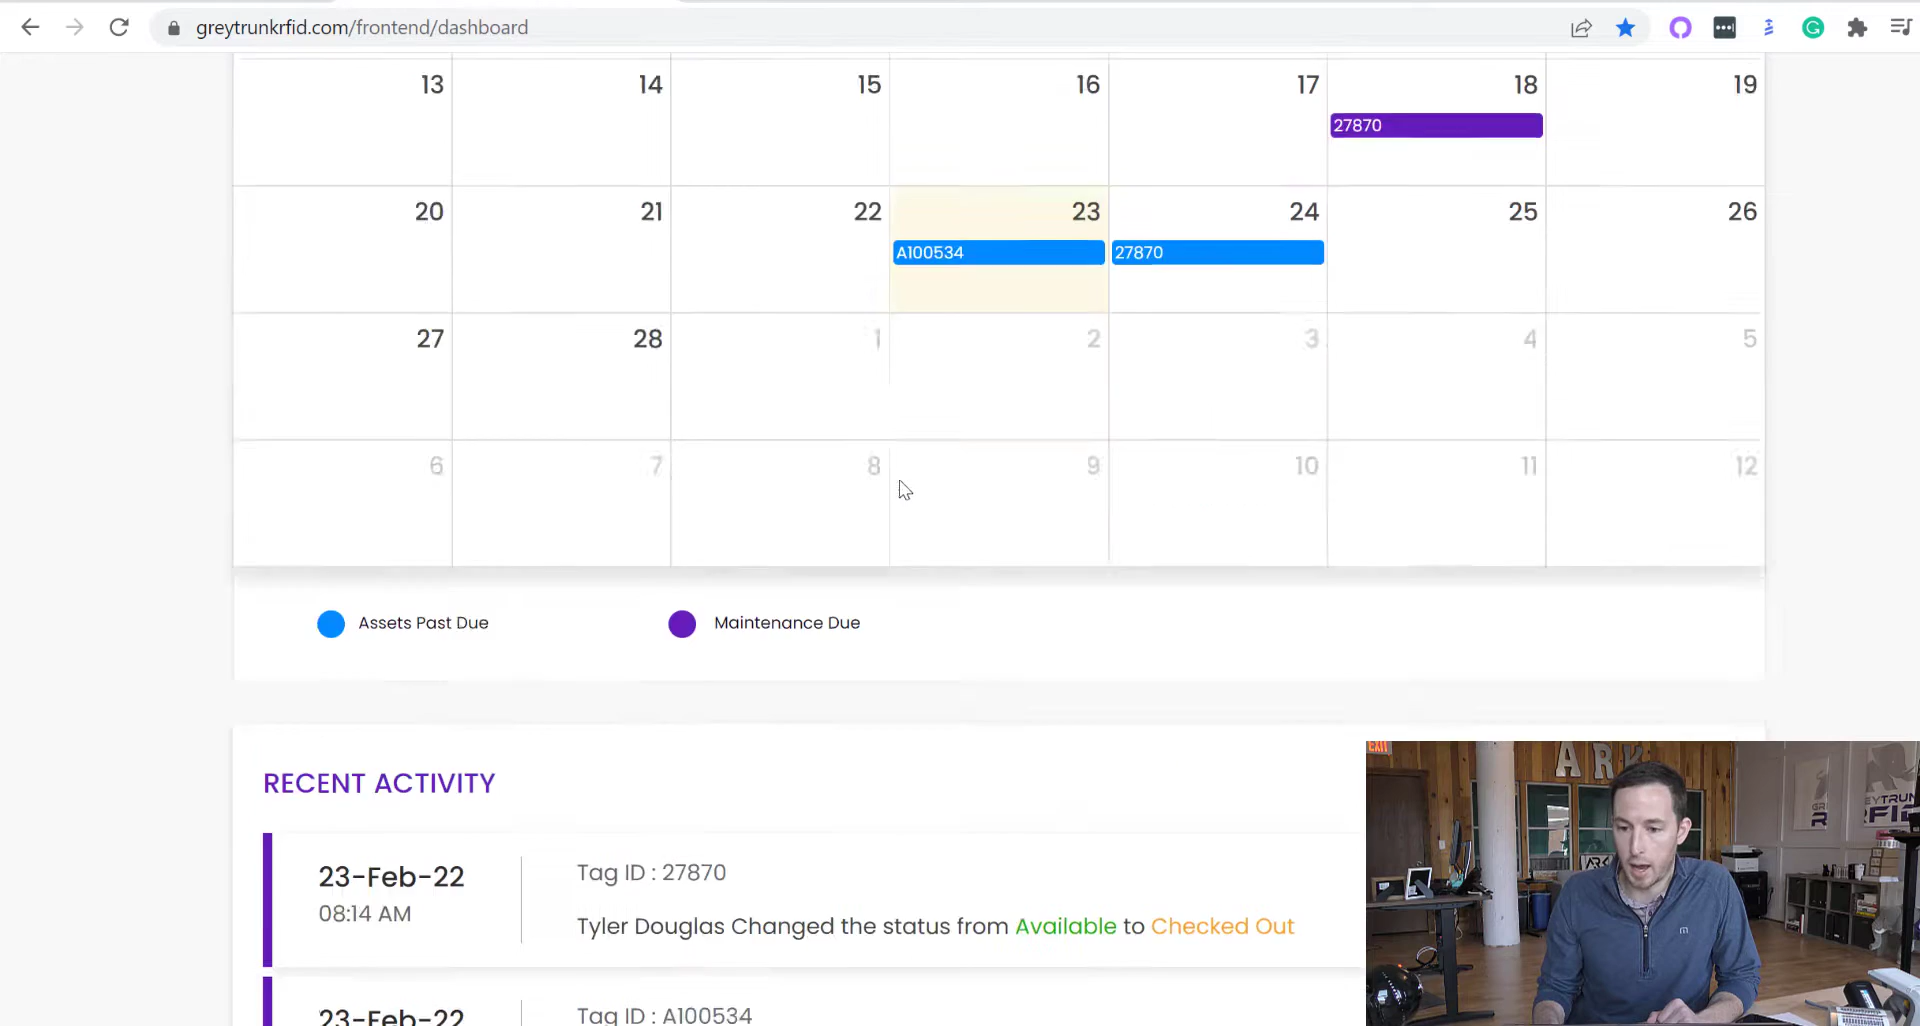 greytrunkrfid.com/frontend/dashboard
13 14 15 16 17 18 19
27870
20 21 22 23 24 25 26
A100534 27870
27 28 1 2 3 4 5
6 7 8 9 10 11 12
Assets Past Due Maintenance Due
RECENT ACTIVITY
23-Feb-22 Tag ID : 27870
08:14 AM
Tyler Douglas Changed the status from Available to Checked Out
23-Feb-22 Tag ID : A100534
EXIT
ARK